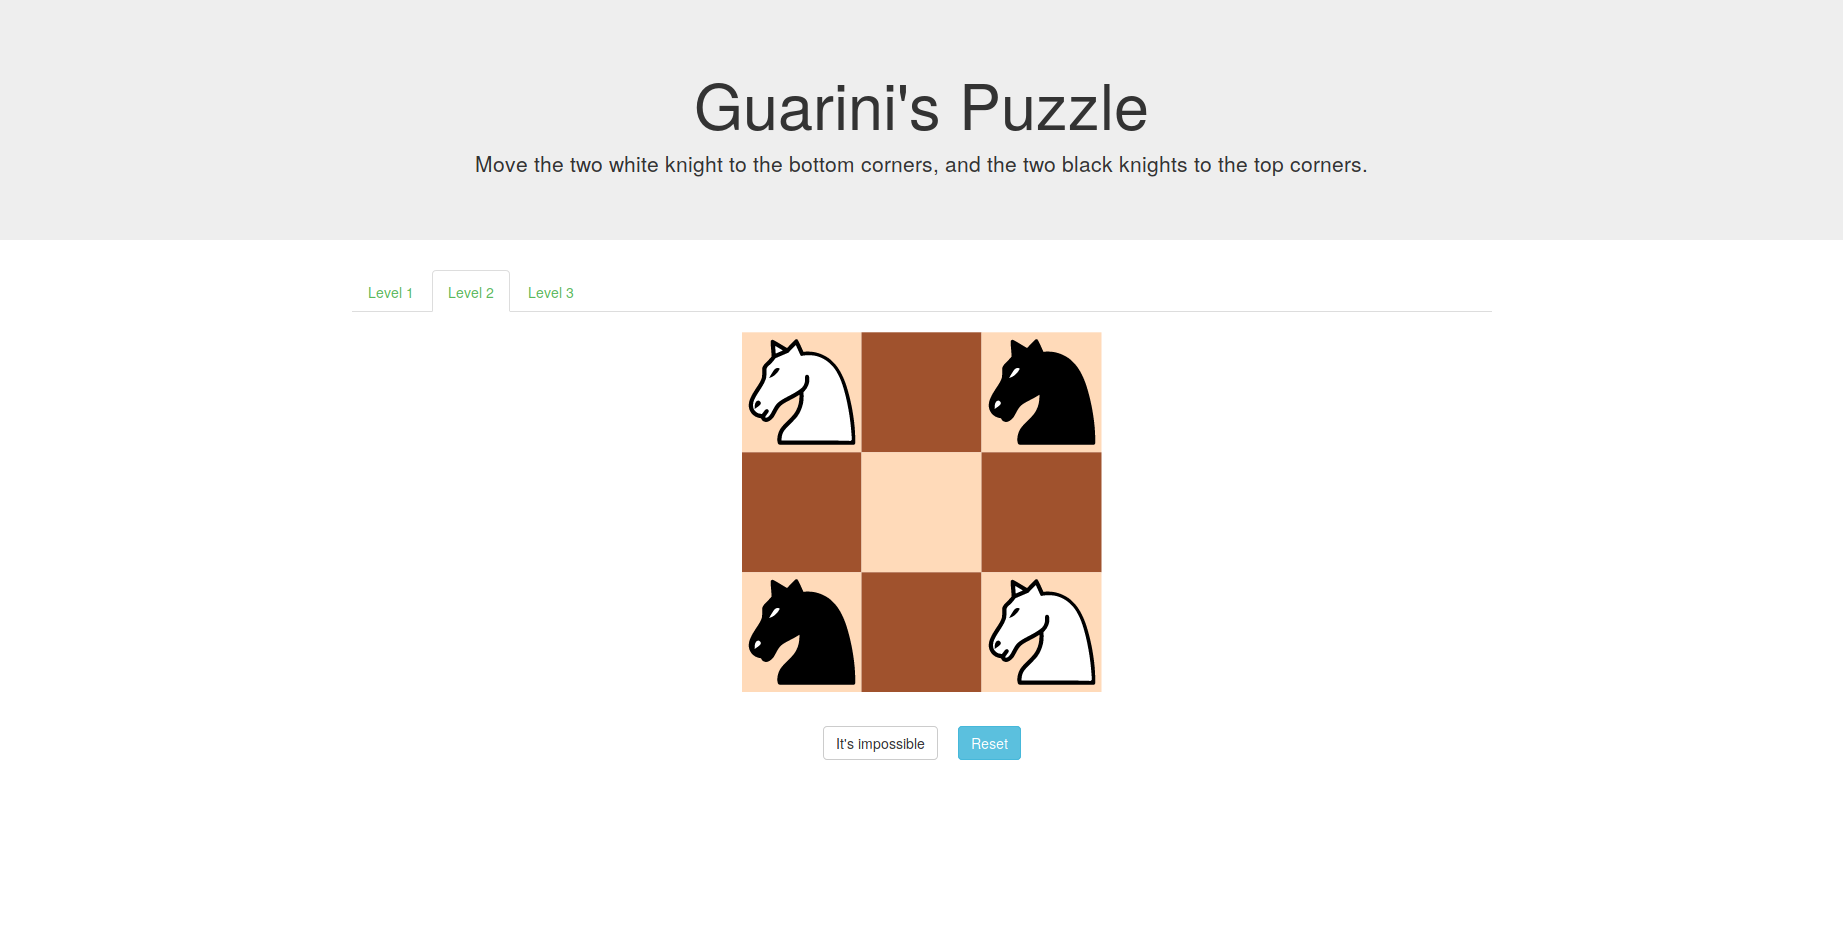 Guarini's Puzzle
Move the two white knight to the bottom corners, and the two black knights to the top corners.
Level 1 Level 2 Level 3
It's impossible Reset